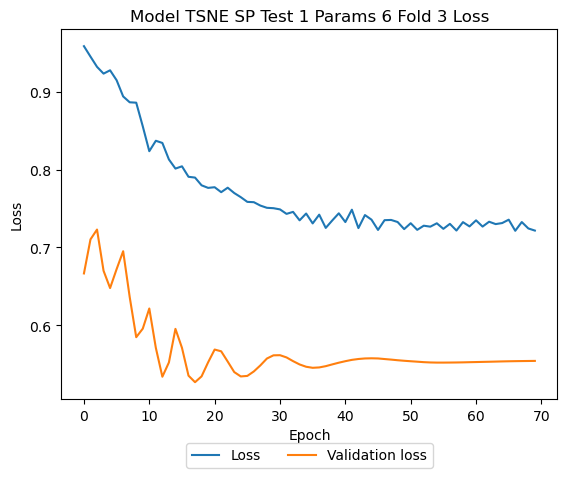 Model TSNE SP Test 1 Params 6 Fold 3 Loss
0.9
0.8
0.7
0.6
Loss
0 10 20 30 40 50 60 70
Epoch
Loss Validation loss